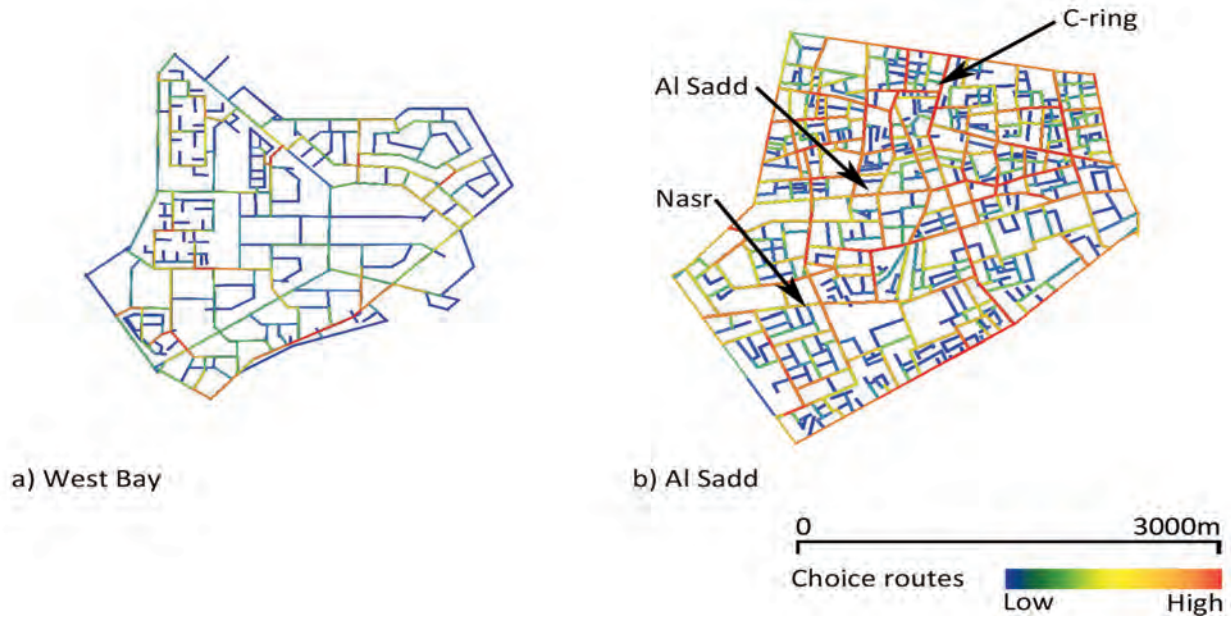 C-ring
Al Sadd
Nasr
a) West Bay
b) Al Sadd
0 3000m
Choice routes
Low High